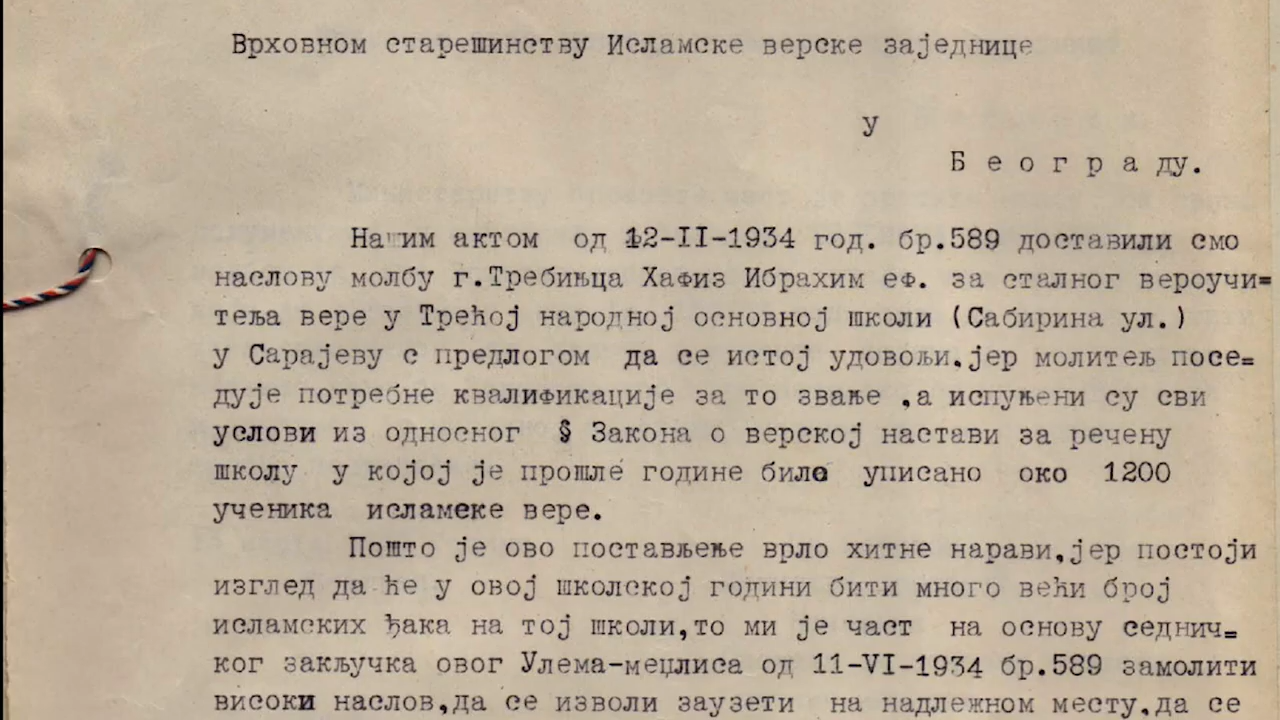 Врховном старешинству Исламске верске заједнице
у
Београду.
Нашим актом од 12-II-1934 год. бр.589 доставили смо
наслову молбу г.Требињца Хафиз Ибрахим еф. за сталног вероучи=
теља вере у Трећој народној основној школи (Сабирина ул.)
у Сарајеву с предлогом да се истој удовољи.јер молитељ посе=
дује потребне квалификације за то звање ,а испуњени су сви
услови из односног § Закона о верској настави за речену
школу у којој је прошле године било уписано око 1200
ученика исламске вере.
Пошто је ово постављење врло хитне нарави,јер постоји
изглед да ће у овој школској години бити много већи број
исламских ђака на тој школи,то ми је част на основу седнич=
ког закључка овог Улема-меџлиса од 11-VI-1934 бр.589 замолити
високи наслов,да се изволи заузети на надлежном месту,да се